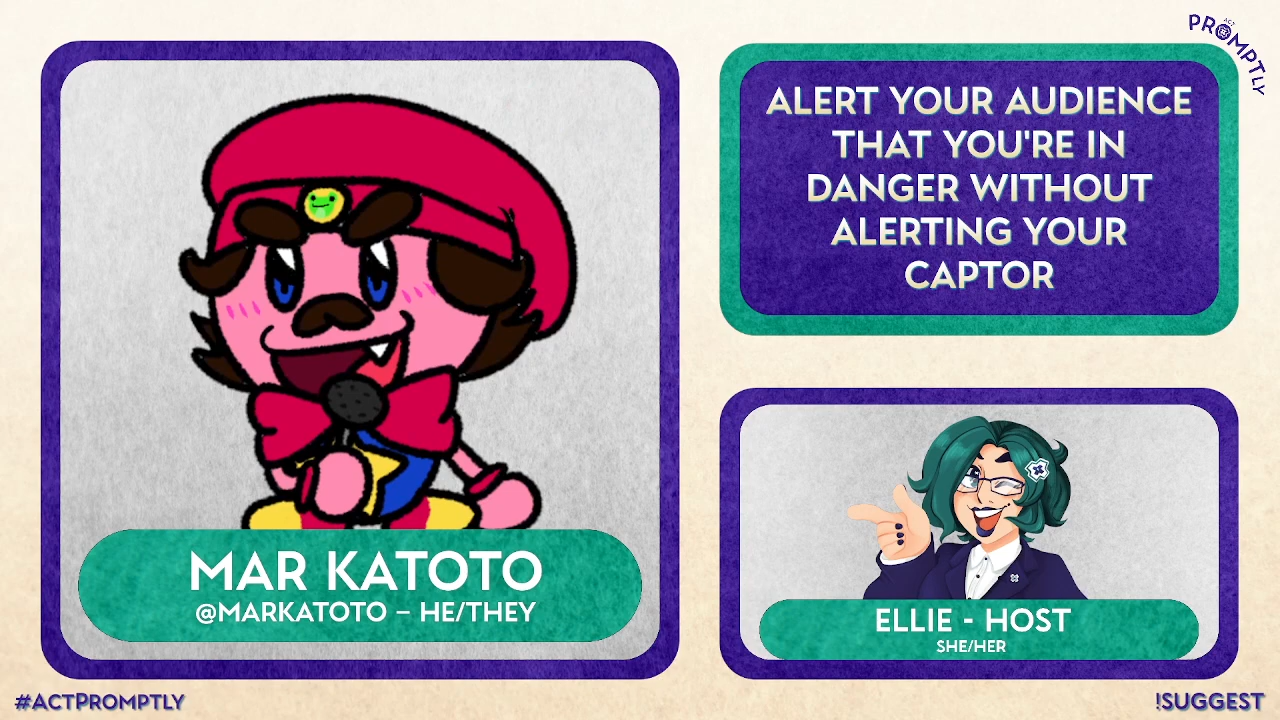 ACT
PROMPTLY
ALERT YOUR AUDIENCE
THAT YOU'RE IN
DANGER WITHOUT
ALERTING YOUR
CAPTOR
MAR KATOTO
@MARKATOTO – HE/THEY
ELLIE - HOST
SHE/HER
#ACTPROMPTLY
!SUGGEST